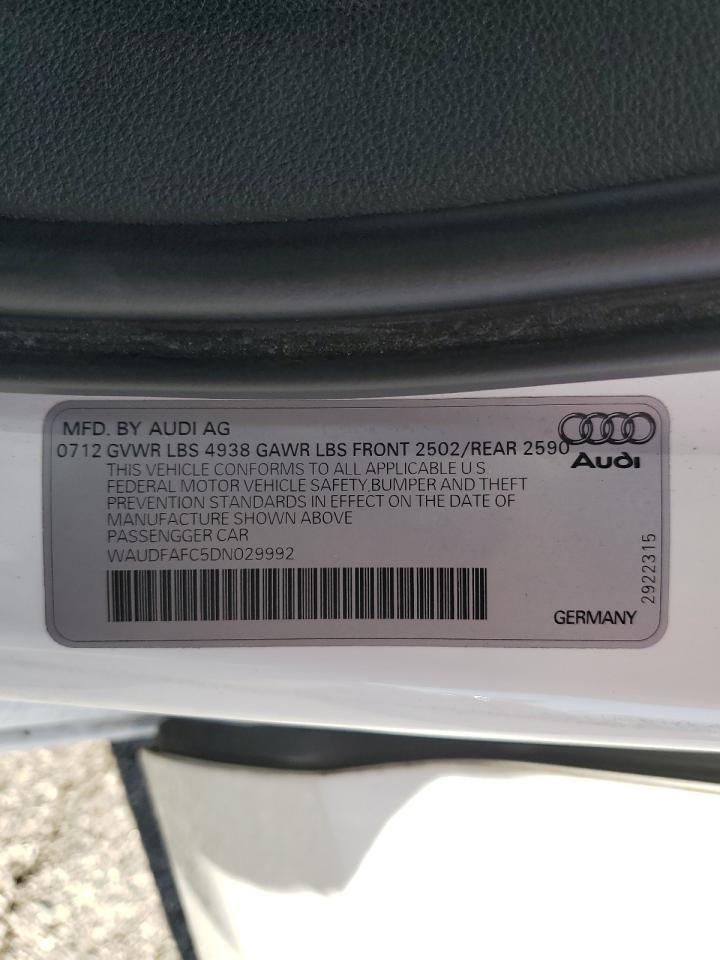 MFD. BY AUDI AG
0712 GVWR LBS 4938 GAWR LBS FRONT 2502/REAR 2590
Audi
THIS VEHICLE CONFORMS TO ALL APPLICABLE U S
FEDERAL MOTOR VEHICLE SAFETY,BUMPER AND THEFT
PREVENTION STANDARDS IN EFFECT ON THE DATE OF
MANUFACTURE SHOWN ABOVE
PASSENGGER CAR
WAUDFAFC5DN029992
2922315
GERMANY